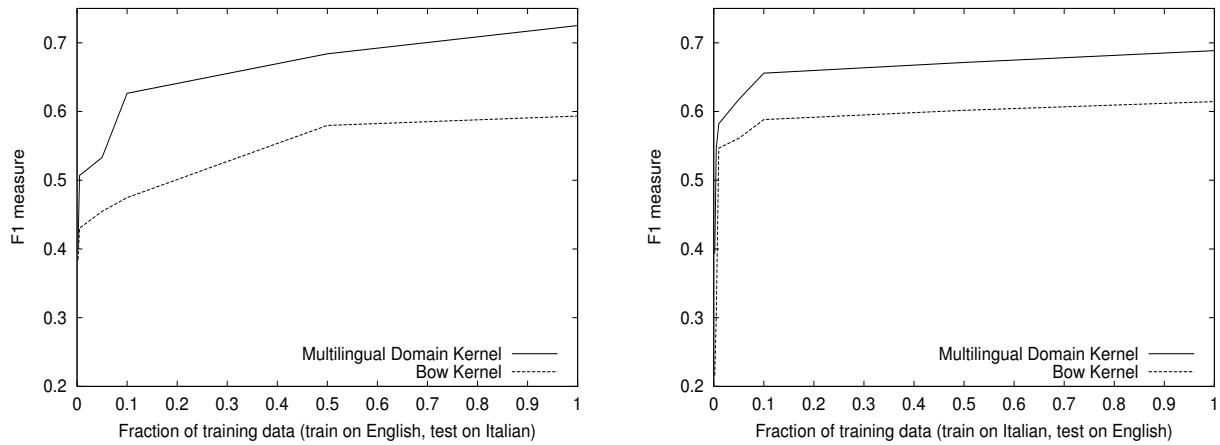 0.7
0.6
0.5
0.4
0.3
0.2
F1 measure
Multilingual Domain Kernel
Bow Kernel
0 0.1 0.2 0.3 0.4 0.5 0.6 0.7 0.8 0.9 1
Fraction of training data (train on English, test on Italian)
0.7
0.6
0.5
0.4
0.3
0.2
F1 measure
Multilingual Domain Kernel
Bow Kernel
0 0.1 0.2 0.3 0.4 0.5 0.6 0.7 0.8 0.9 1
Fraction of training data (train on Italian, test on English)